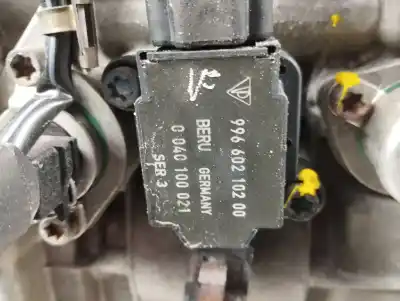 996 602 102 00
BERU GERMANY
0 040 100 021
SER 3